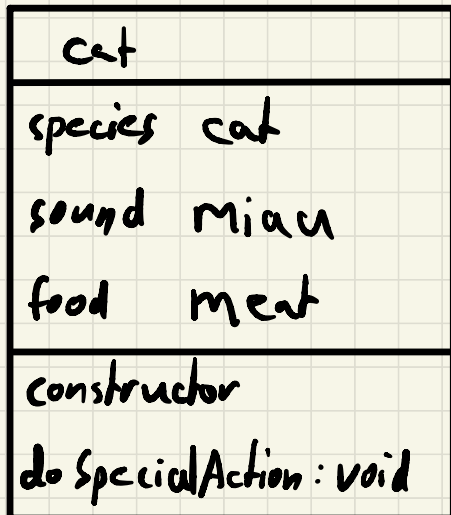 cat
species cat
sound miau
food meat
constructor
doSpecialAction: void